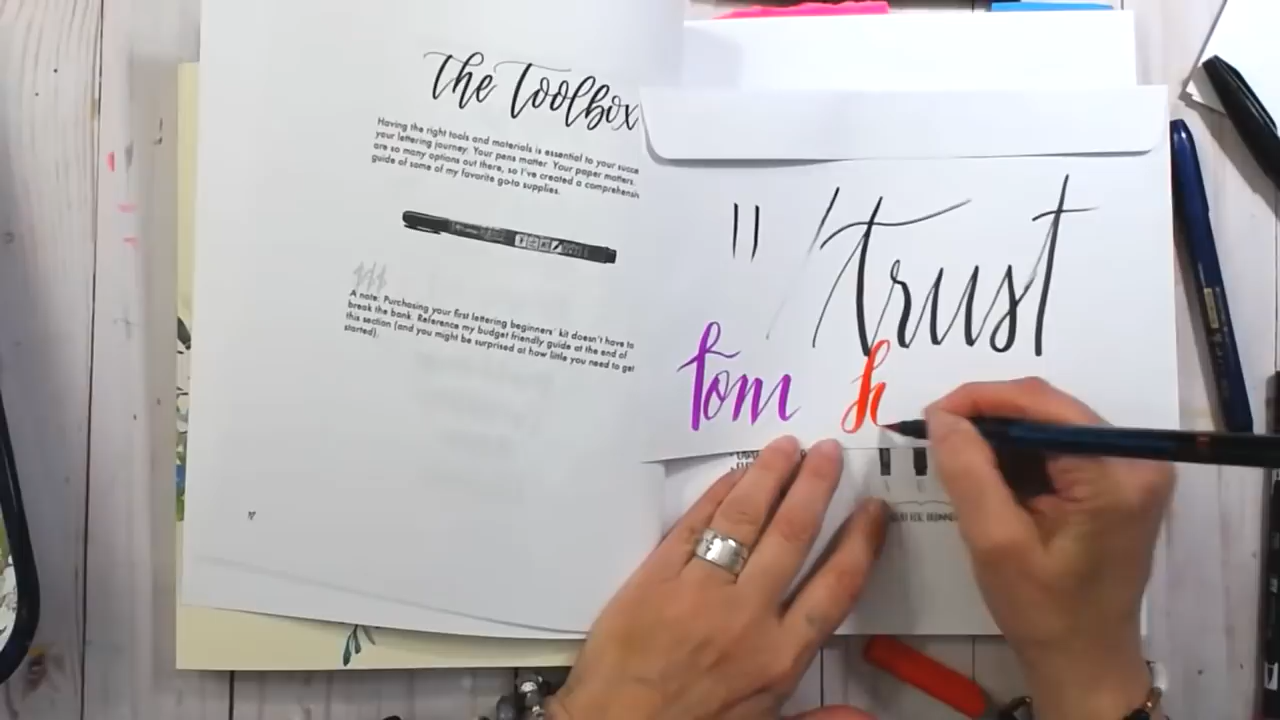 the Toolbox
Having the right tools and materials is essential to your succe
your lettering journey. Your pens matter. Your paper matters.
are so many options out there, so I've created a comprehensiv
guide of some of my favorite go-to supplies.
A note: Purchasing your first lettering beginners' kit doesn't have to
break the bank. Reference my budget friendly guide at the end of
this section (and you might be surprised at how little you need to get
started).
trust
tom
h